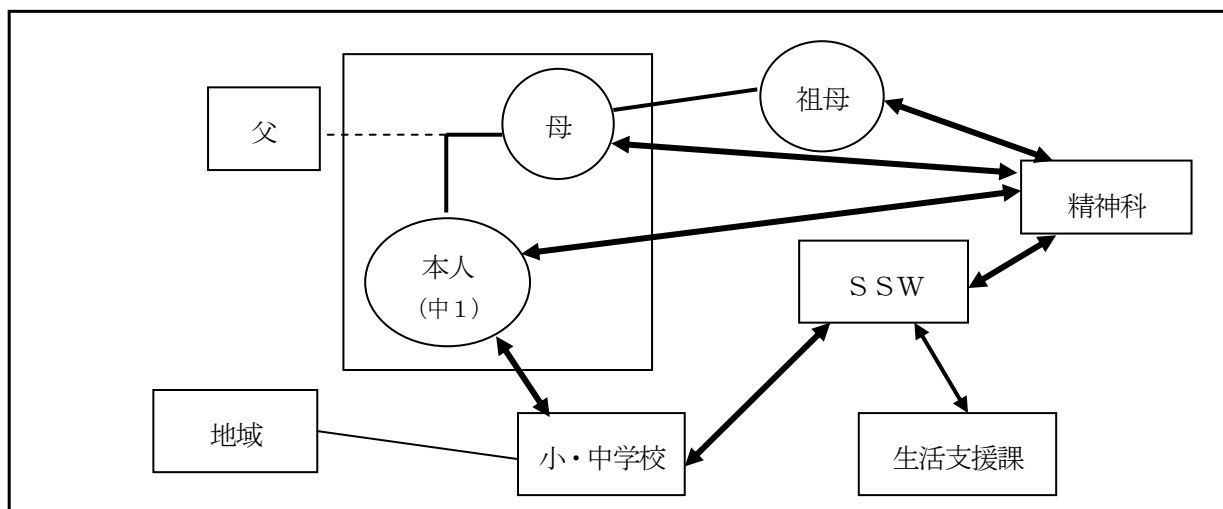 父
母
祖母
精神科
本人
(中１)
ＳＳＷ
地域
小・中学校
生活支援課